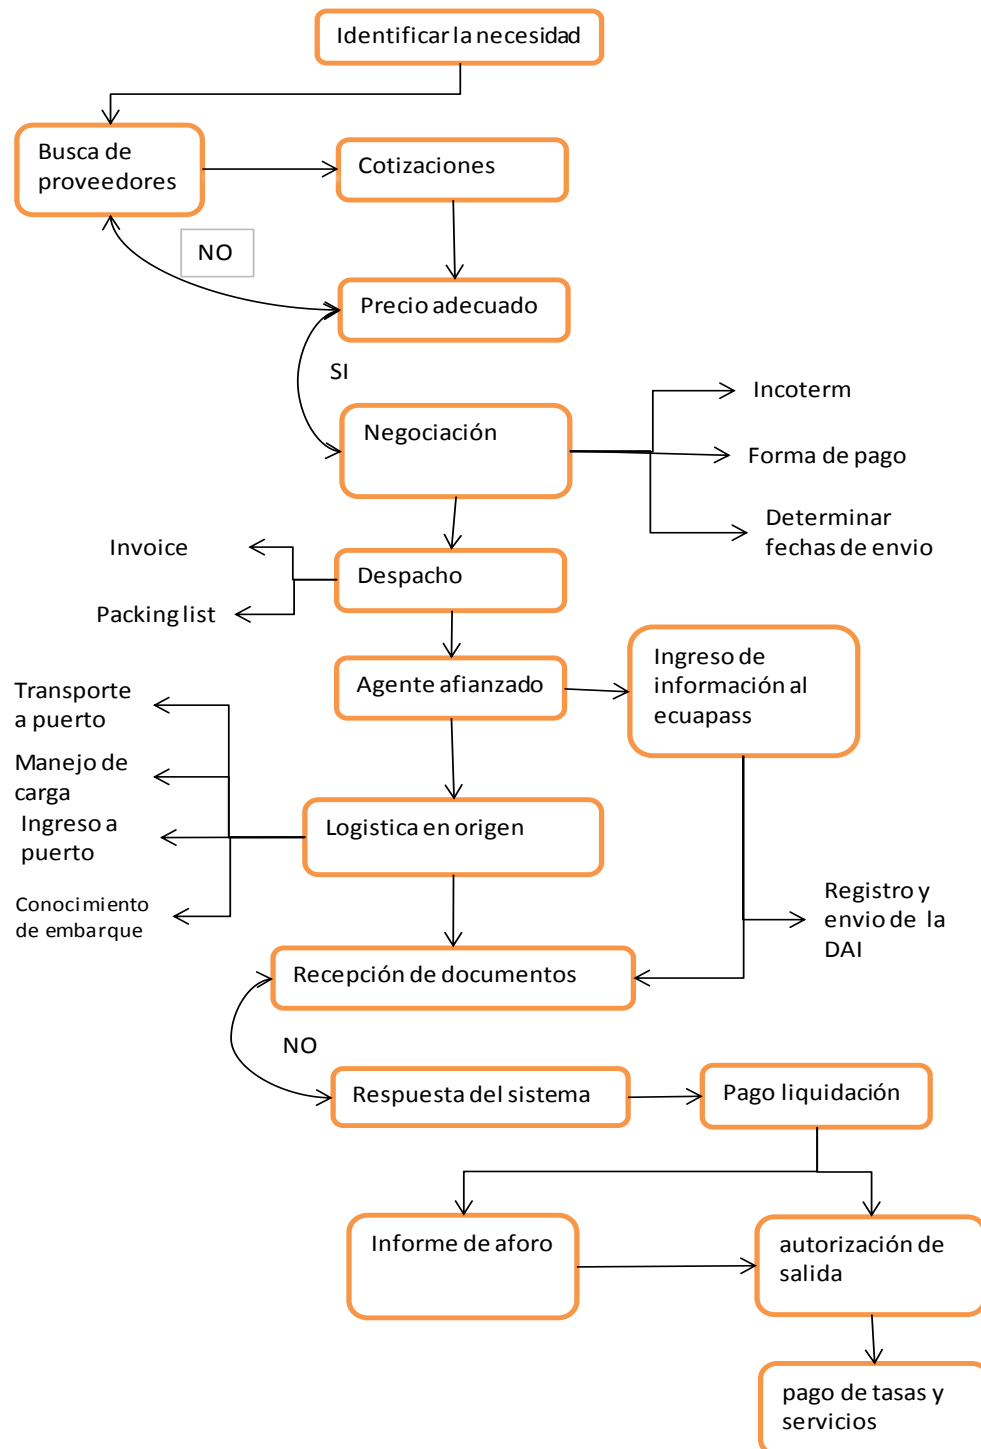 Identificar la necesidad
Busca de
proveedores
Cotizaciones
NO
Precio adecuado
SI
Incoterm
Negociación
Forma de pago
Determinar
fechas de envio
Invoice
Despacho
Packing list
Ingreso de
información al
ecuapass
Agente afianzado
Transporte
a puerto
Manejo de
carga
Ingreso a
puerto
Logistica en origen
Conocimiento
de embarque
Registro y
envio de la
DAI
Recepción de documentos
NO
Respuesta del sistema
Pago liquidación
Informe de aforo
autorización de
salida
pago de tasas y
servicios